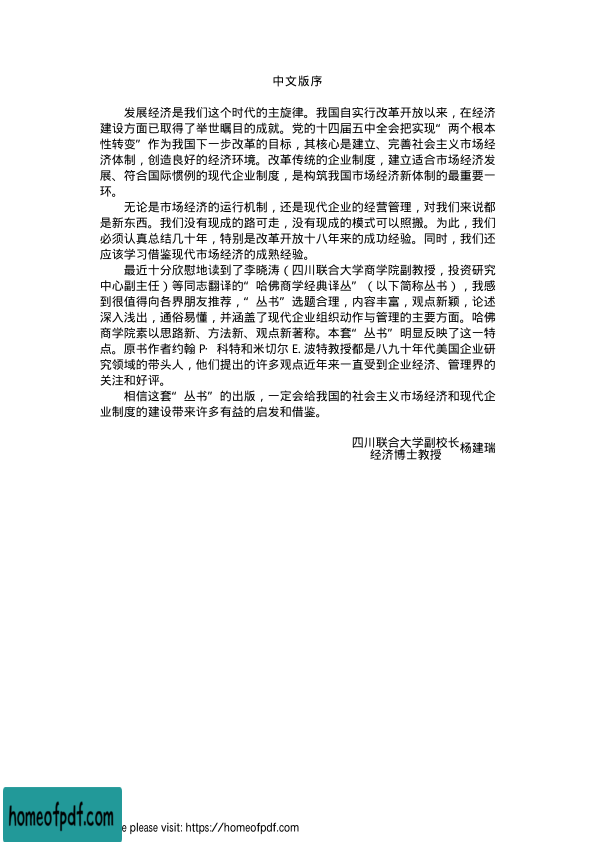 中文版序
发展经济是我们这个时代的主旋律。我国自实行改革开放以来，在经济
建设方面已取得了举世瞩目的成就。党的十四届五中全会把实现“两个根本
性转变”作为我国下一步改革的目标，其核心是建立、完善社会主义市场经
济体制，创造良好的经济环境。改革传统的企业制度，建立适合市场经济发
展、符合国际惯例的现代企业制度，是构筑我国市场经济新体制的最重要一
环。
无论是市场经济的运行机制，还是现代企业的经营管理，对我们来说都
是新东西。我们没有现成的路可走，没有现成的模式可以照搬。为此，我们
必须认真总结几十年，特别是改革开放十八年来的成功经验。同时，我们还
应该学习借鉴现代市场经济的成熟经验。
最近十分欣慰地读到了李晓涛（四川联合大学商学院副教授，投资研究
中心副主任）等同志翻译的“哈佛商学经典译丛”（以下简称丛书），我感
到很值得向各界朋友推荐，“丛书”选题合理，内容丰富，观点新颖，论述
深入浅出，通俗易懂，并涵盖了现代企业组织动作与管理的主要方面。哈佛
商学院素以思路新、方法新、观点新著称。本套“丛书”明显反映了这一特
点。原书作者约翰 P·科特和米切尔 E.波特教授都是八九十年代美国企业研
究领域的带头人，他们提出的许多观点近年来一直受到企业经济、管理界的
关注和好评。
相信这套“丛书”的出版，一定会给我国的社会主义市场经济和现代企
业制度的建设带来许多有益的启发和借鉴。
四川联合大学副校长
经济博士教授 杨建瑞
homeofpdf.com
e please visit: https://homeofpdf.com